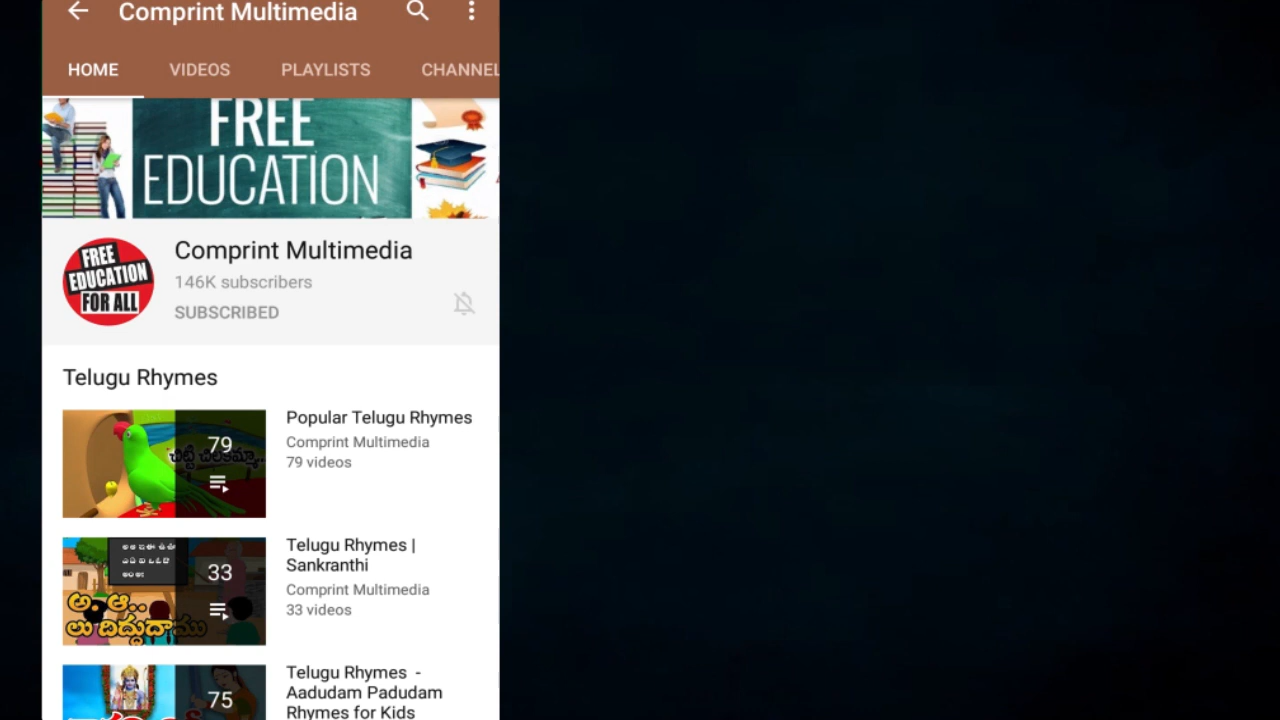 Comprint Multimedia
HOME VIDEOS PLAYLISTS CHANNEL
FREE
EDUCATION
FREE
EDUCATION
FOR ALL
Comprint Multimedia
146K subscribers
SUBSCRIBED
Telugu Rhymes
79
చిట్టి చిలకమ్మా..
Popular Telugu Rhymes
Comprint Multimedia
79 videos
33
అ. ఆ..
లు దిద్దుదాము
Telugu Rhymes |
Sankranthi
Comprint Multimedia
33 videos
75
Telugu Rhymes -
Aadudam Padudam
Rhymes for Kids